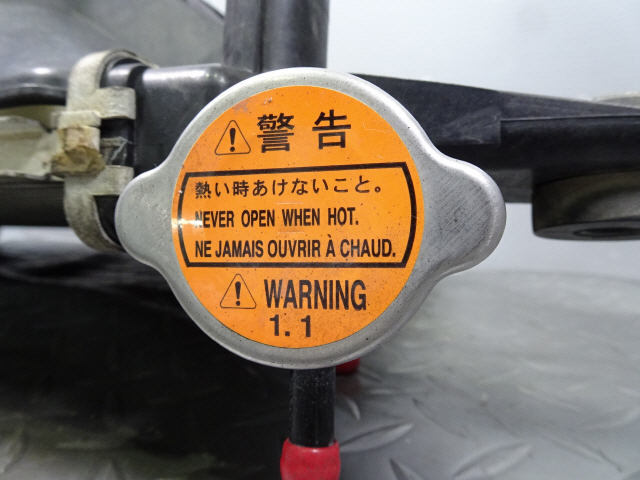 警告
熱い時あけないこと。
NEVER OPEN WHEN HOT.
NE JAMAIS OUVRIR À CHAUD.
WARNING
1.1